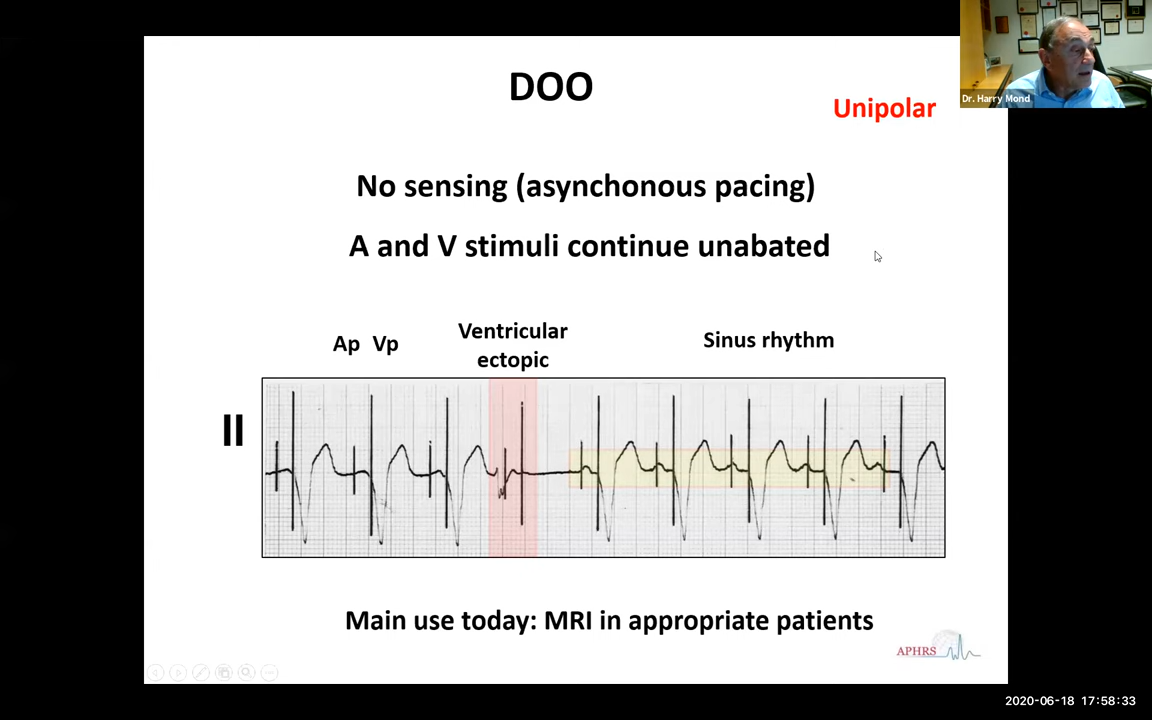 DOO
Unipolar
Dr. Harry Mond
No sensing (asynchonous pacing)
A and V stimuli continue unabated
Ap Vp
Ventricular
ectopic
Sinus rhythm
II
Main use today: MRI in appropriate patients
APHRS
2020-06-18 17:58:33